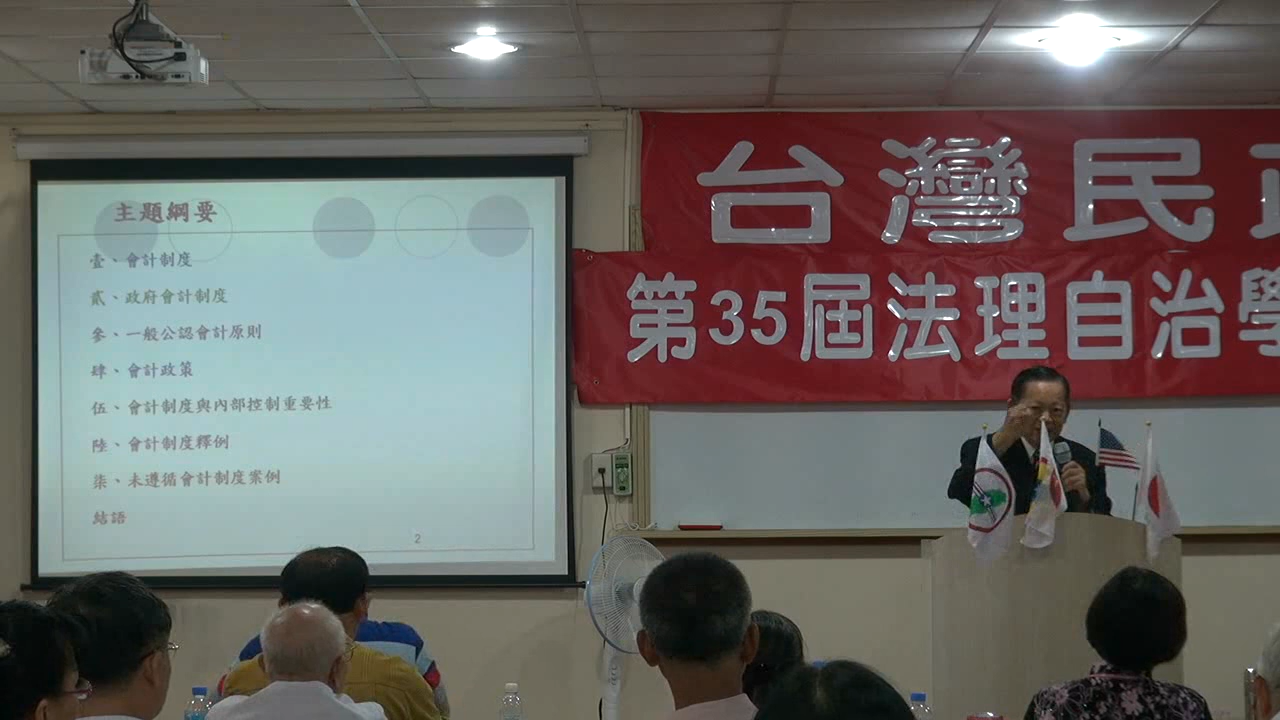 主題綱要
壹、會計制度
貳、政府會計制度
參、一般公認會計原則
肆、會計政策
伍、會計制度與內部控制重要性
陸、會計制度釋例
柒、未遵循會計制度案例
結語
2
台灣民政
第35屆法理自治學